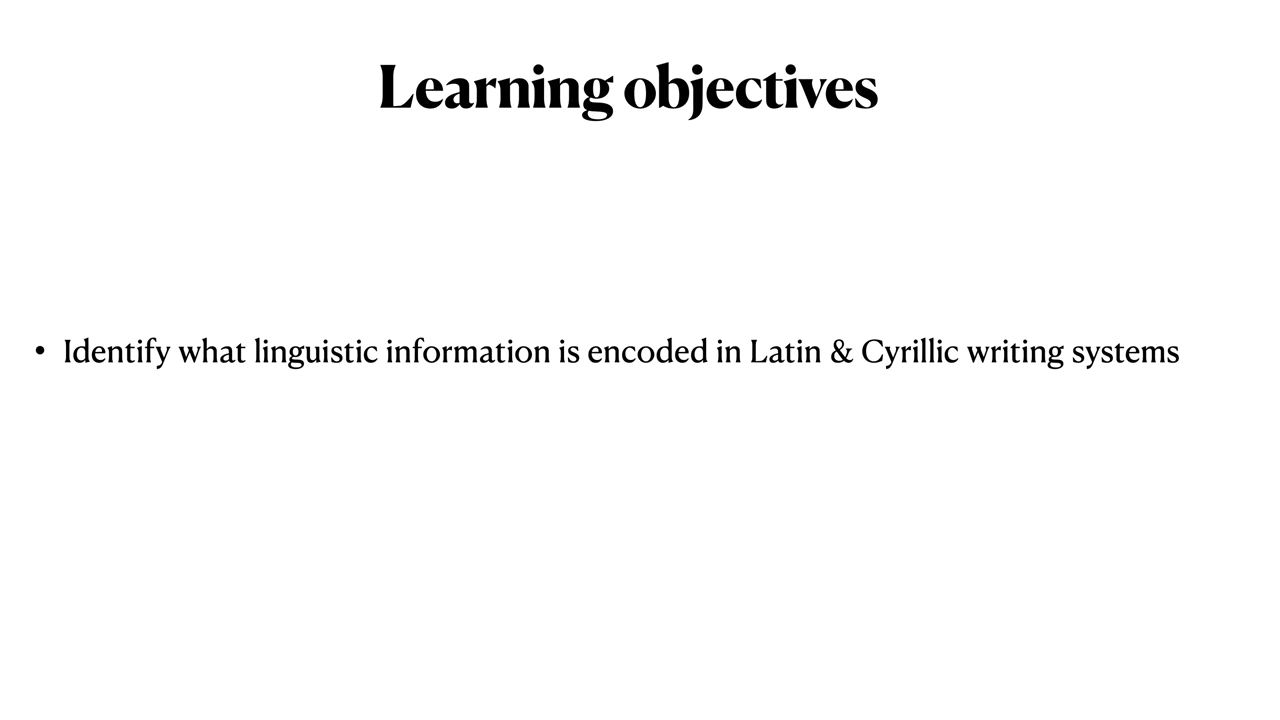 Learning objectives
• Identify what linguistic information is encoded in Latin & Cyrillic writing systems